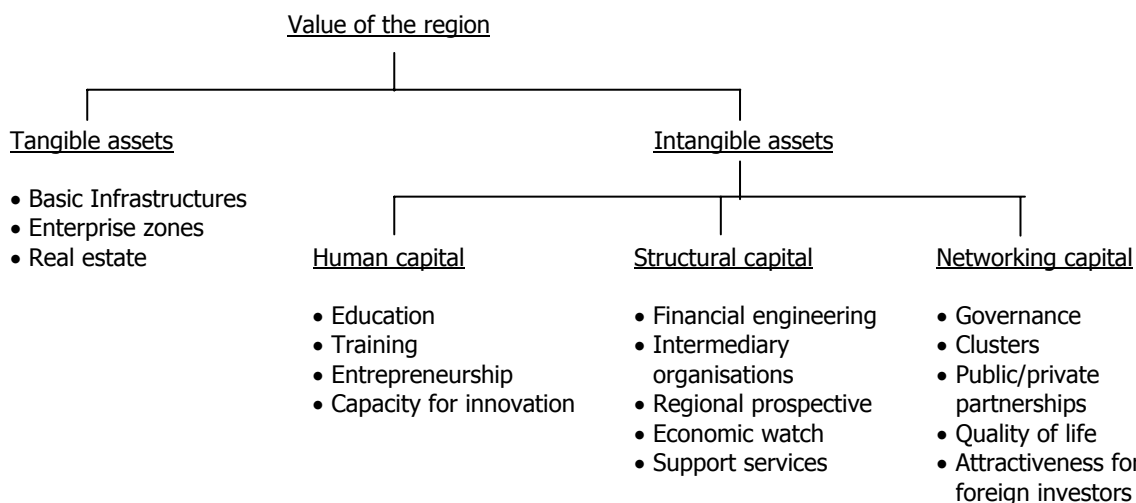 Value of the region
Tangible assets
• Basic Infrastructures
• Enterprise zones
• Real estate
Intangible assets
Human capital
• Education
• Training
• Entrepreneurship
• Capacity for innovation
Structural capital
• Financial engineering
• Intermediary
organisations
• Regional prospective
• Economic watch
• Support services
Networking capital
• Governance
• Clusters
• Public/private
partnerships
• Quality of life
• Attractiveness for
foreign investors